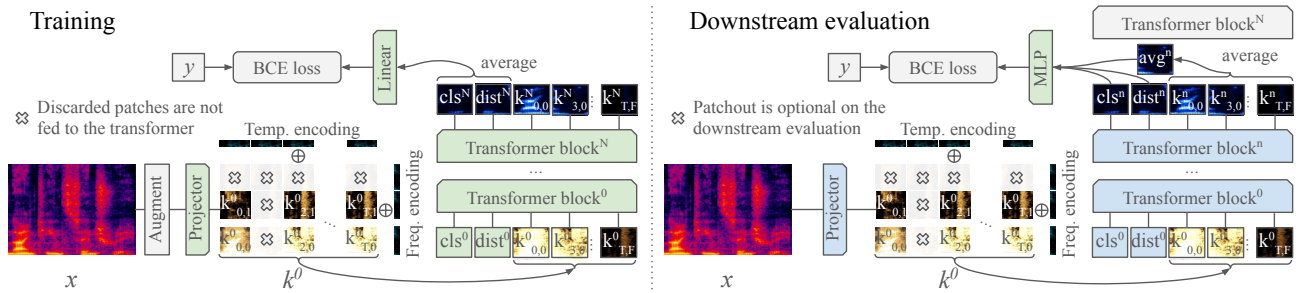 Training
y
BCE loss
Linear
average
Discarded patches are not
fed to the transformer
Temp. encoding
Freq. encoding
cls^N dist^N k^N_0,0 k^N_3,0 ... k^N_T,F
Transformer block^N
...
Transformer block^0
cls^0 dist^0 k^0_0,0 k^0_3,0 ... k^0_T,F
Augment
Projector
k^0_0,1 k^0_2,1 k^0_T,1
k^0_0,0 k^0_2,0 k^0_T,0
x
k^0
Downstream evaluation
Transformer block^N
y
BCE loss
MLP
avg^n
average
Patchout is optional on the
downstream evaluation
Temp. encoding
Freq. encoding
cls^n dist^n k^n_0,0 k^n_3,0 ... k^n_T,F
Transformer block^n
...
Transformer block^0
cls^0 dist^0 k^0_0,0 k^0_3,0 ... k^0_T,F
Projector
k^0_0,1 k^0_2,1 k^0_T,1
k^0_0,0 k^0_2,0 k^0_T,0
x
k^0